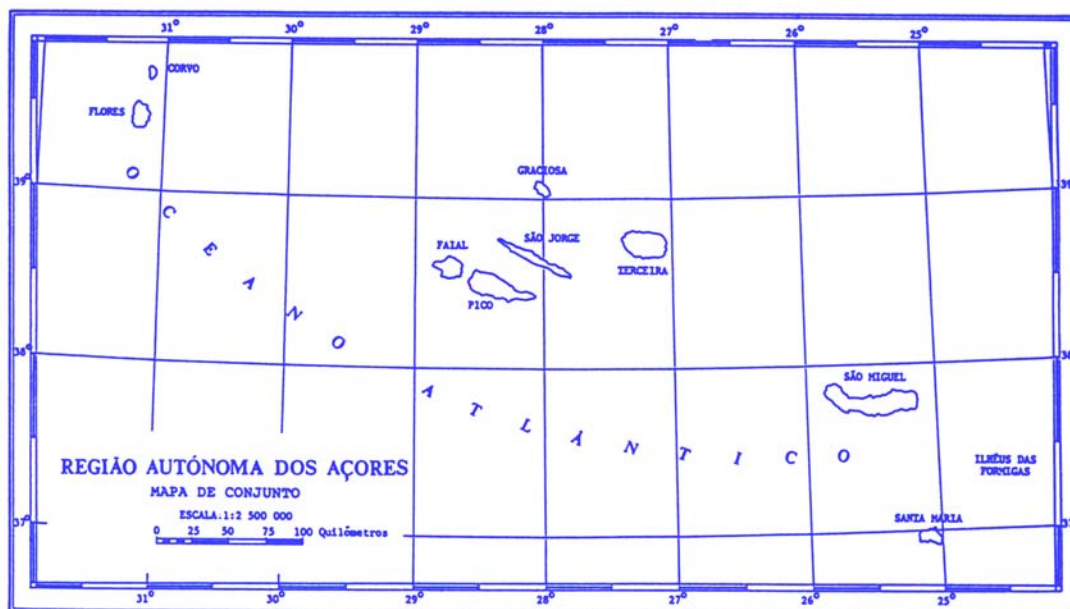 31° 30° 29° 28° 27° 26° 25°
CORVO
FLORES
39°
GRACIOSA
FAIAL
SÃO JORGE
TERCEIRA
PICO
OCEANO
38°
ATLÂNTICO
SÃO MIGUEL
REGIÃO AUTÓNOMA DOS AÇORES
MAPA DE CONJUNTO
ESCALA:1:2 500 000
0 25 50 75 100 Quilómetros
ILHÉUS DAS
FORMIGAS
SANTA MARIA
37°
31° 30° 29° 28° 27° 26° 25°